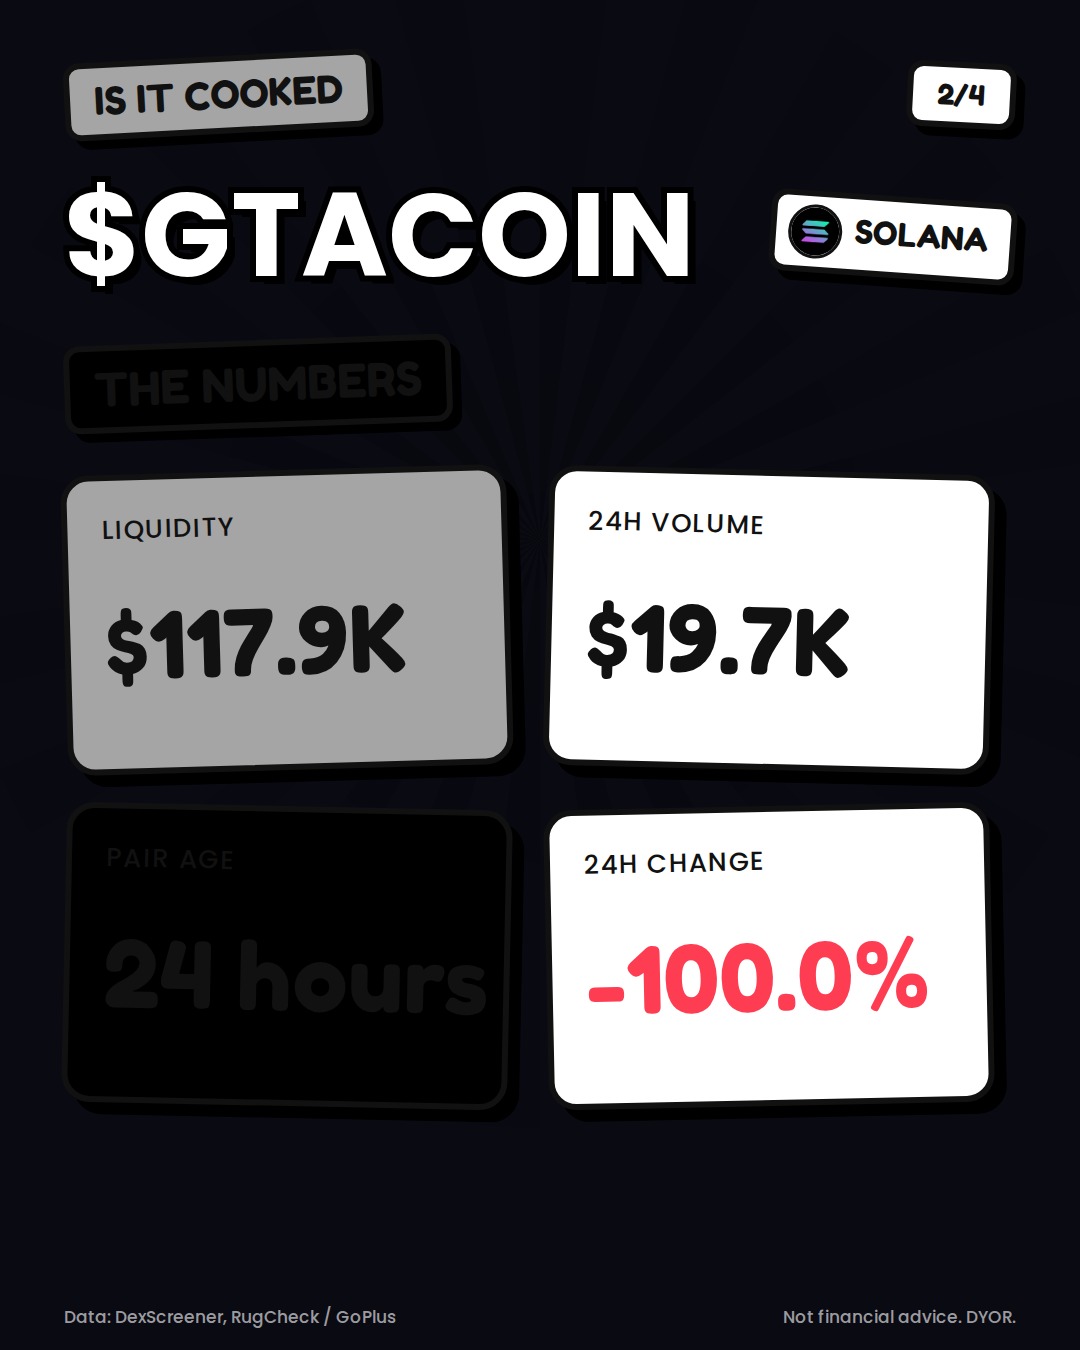 IS IT COOKED
2/4
$GTACOIN
SOLANA
THE NUMBERS
LIQUIDITY
$117.9K
24H VOLUME
$19.7K
PAIR AGE
24 hours
24H CHANGE
-100.0%
Data: DexScreener, RugCheck / GoPlus
Not financial advice. DYOR.